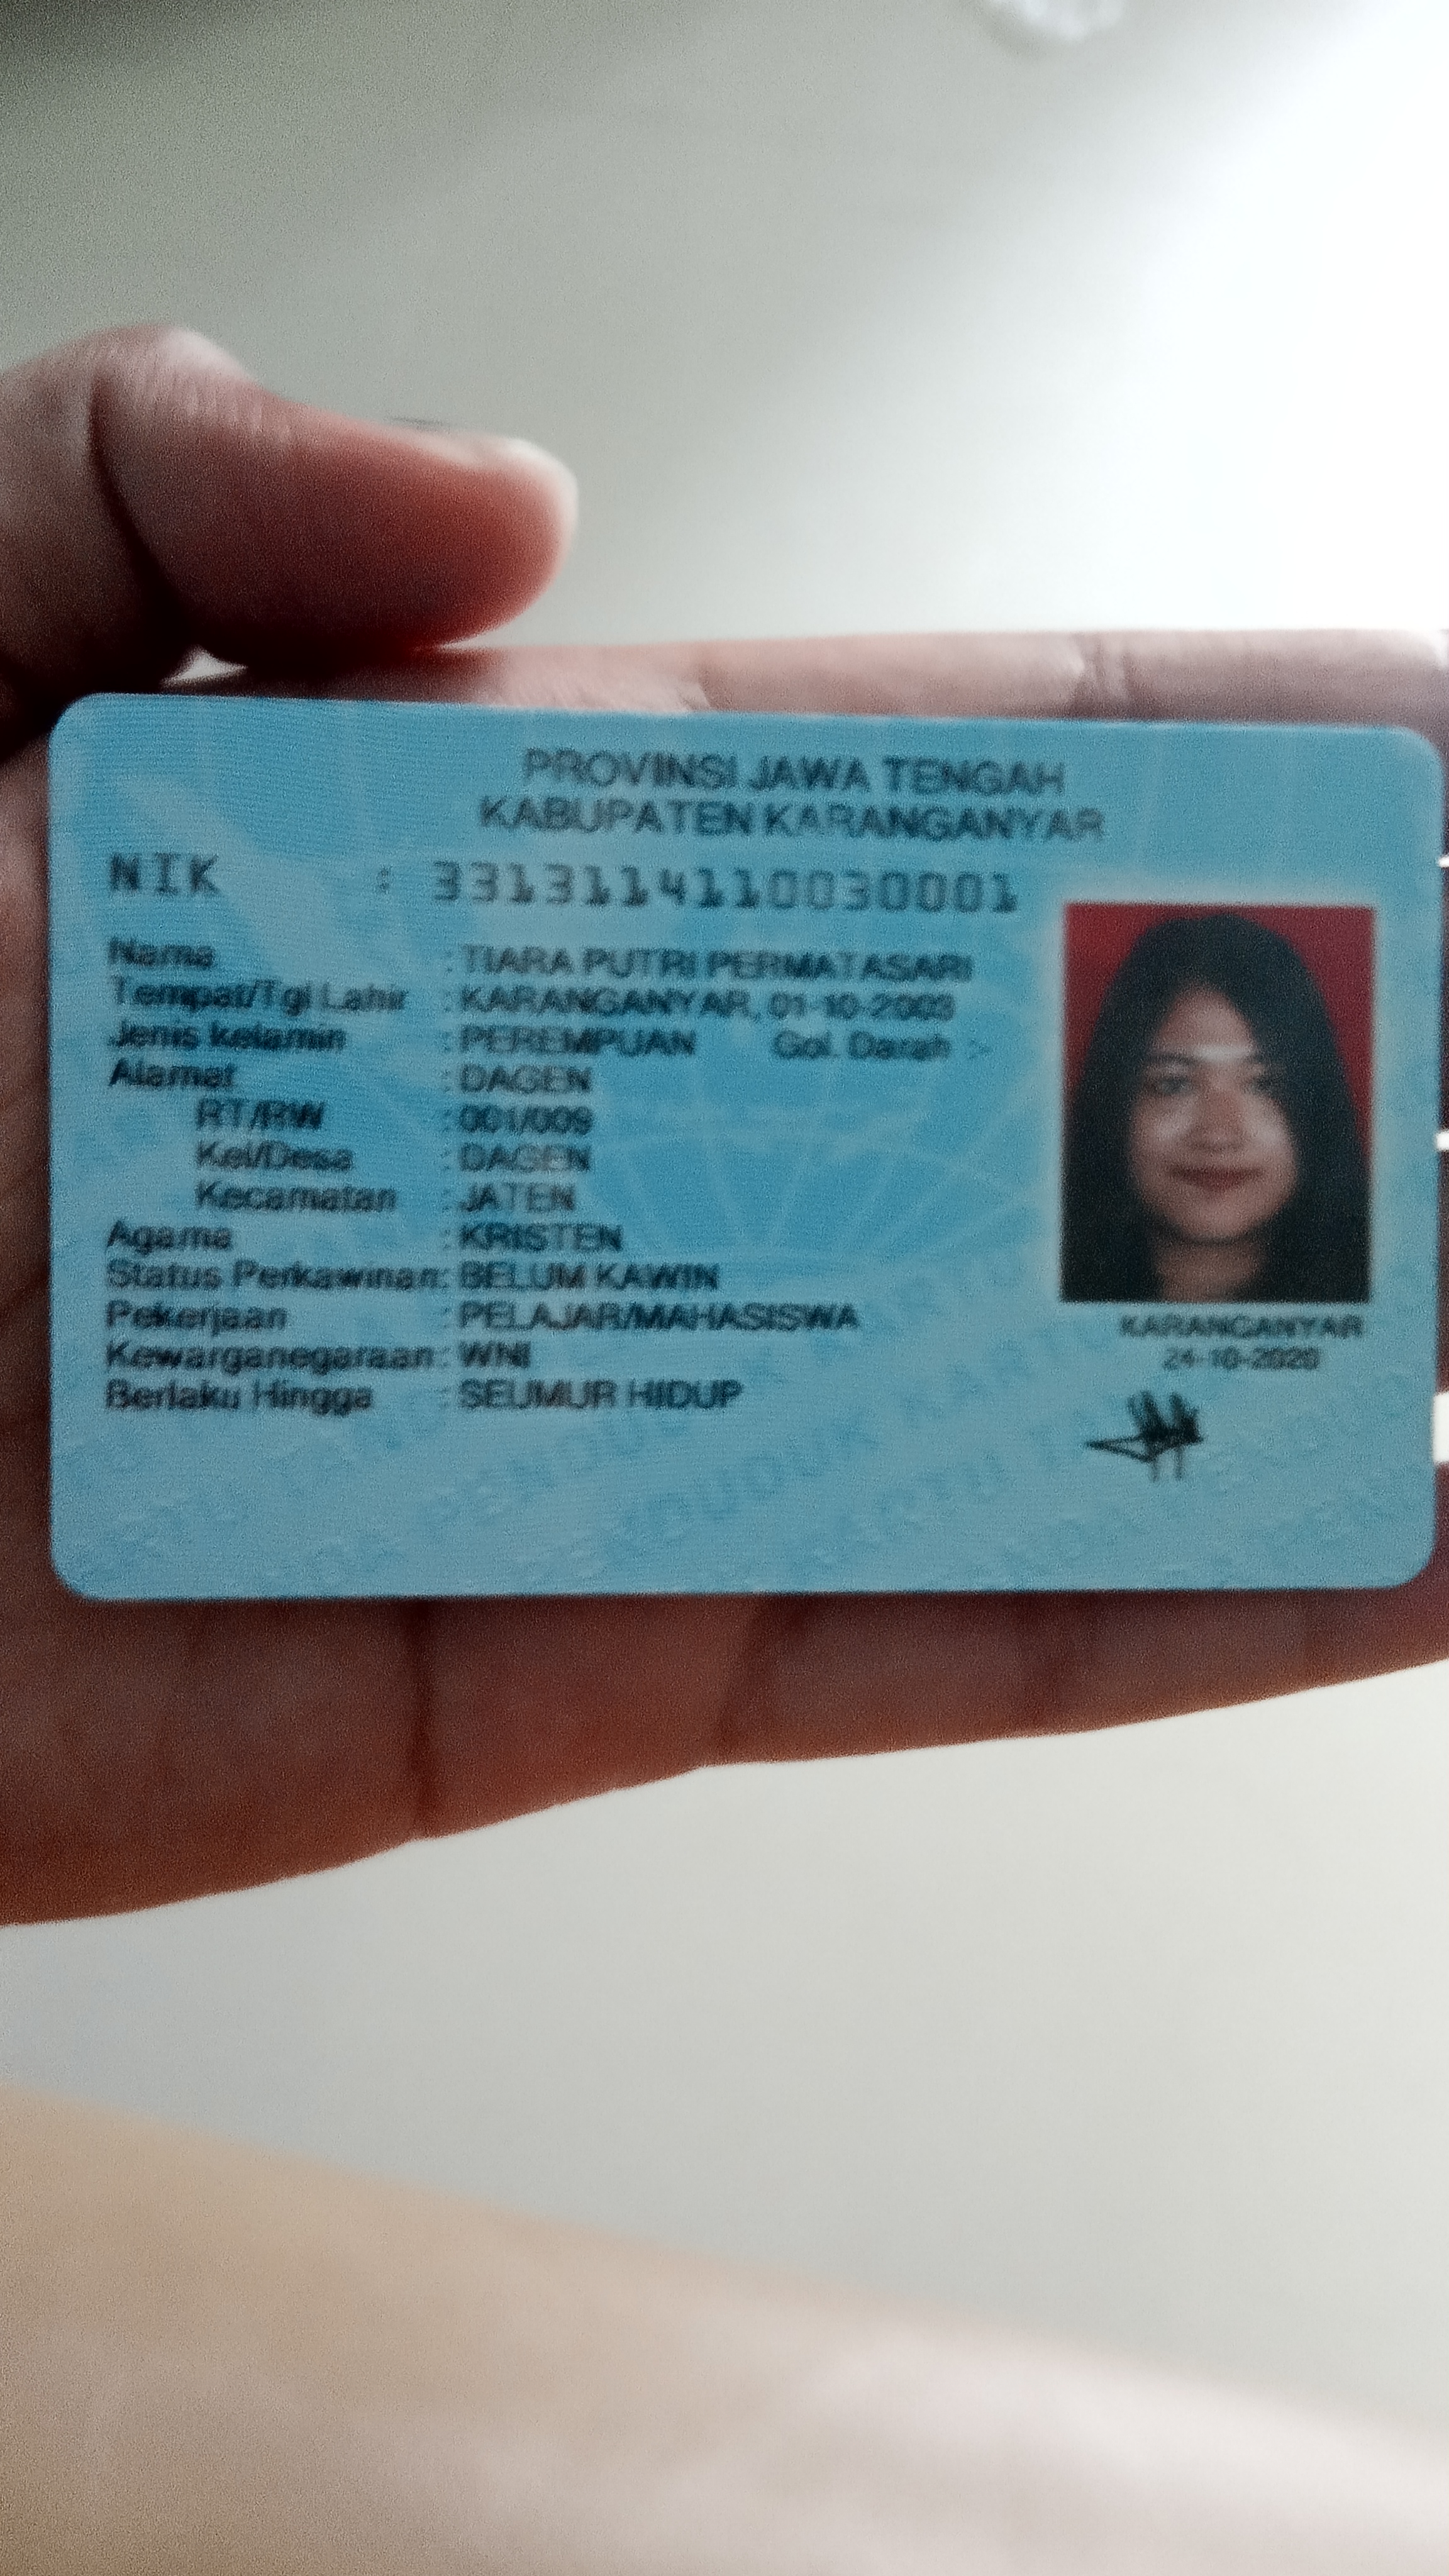 PROVINSI JAWA TENGAH
KABUPATEN KARANGANYAR
NIK : 3313114110030001
Nama : TIARA PUTRI PERMATASARI
Tempat/Tgl Lahir : KARANGANYAR, 01-10-2003
Jenis kelamin : PEREMPUAN Gol. Darah :-
Alamat : DAGEN
RT/RW : 001/009
Kel/Desa : DAGEN
Kecamatan : JATEN
Agama : KRISTEN
Status Perkawinan: BELUM KAWIN
Pekerjaan : PELAJAR/MAHASISWA
Kewarganegaraan: WNI
Berlaku Hingga : SEUMUR HIDUP
KARANGANYAR
24-10-2020